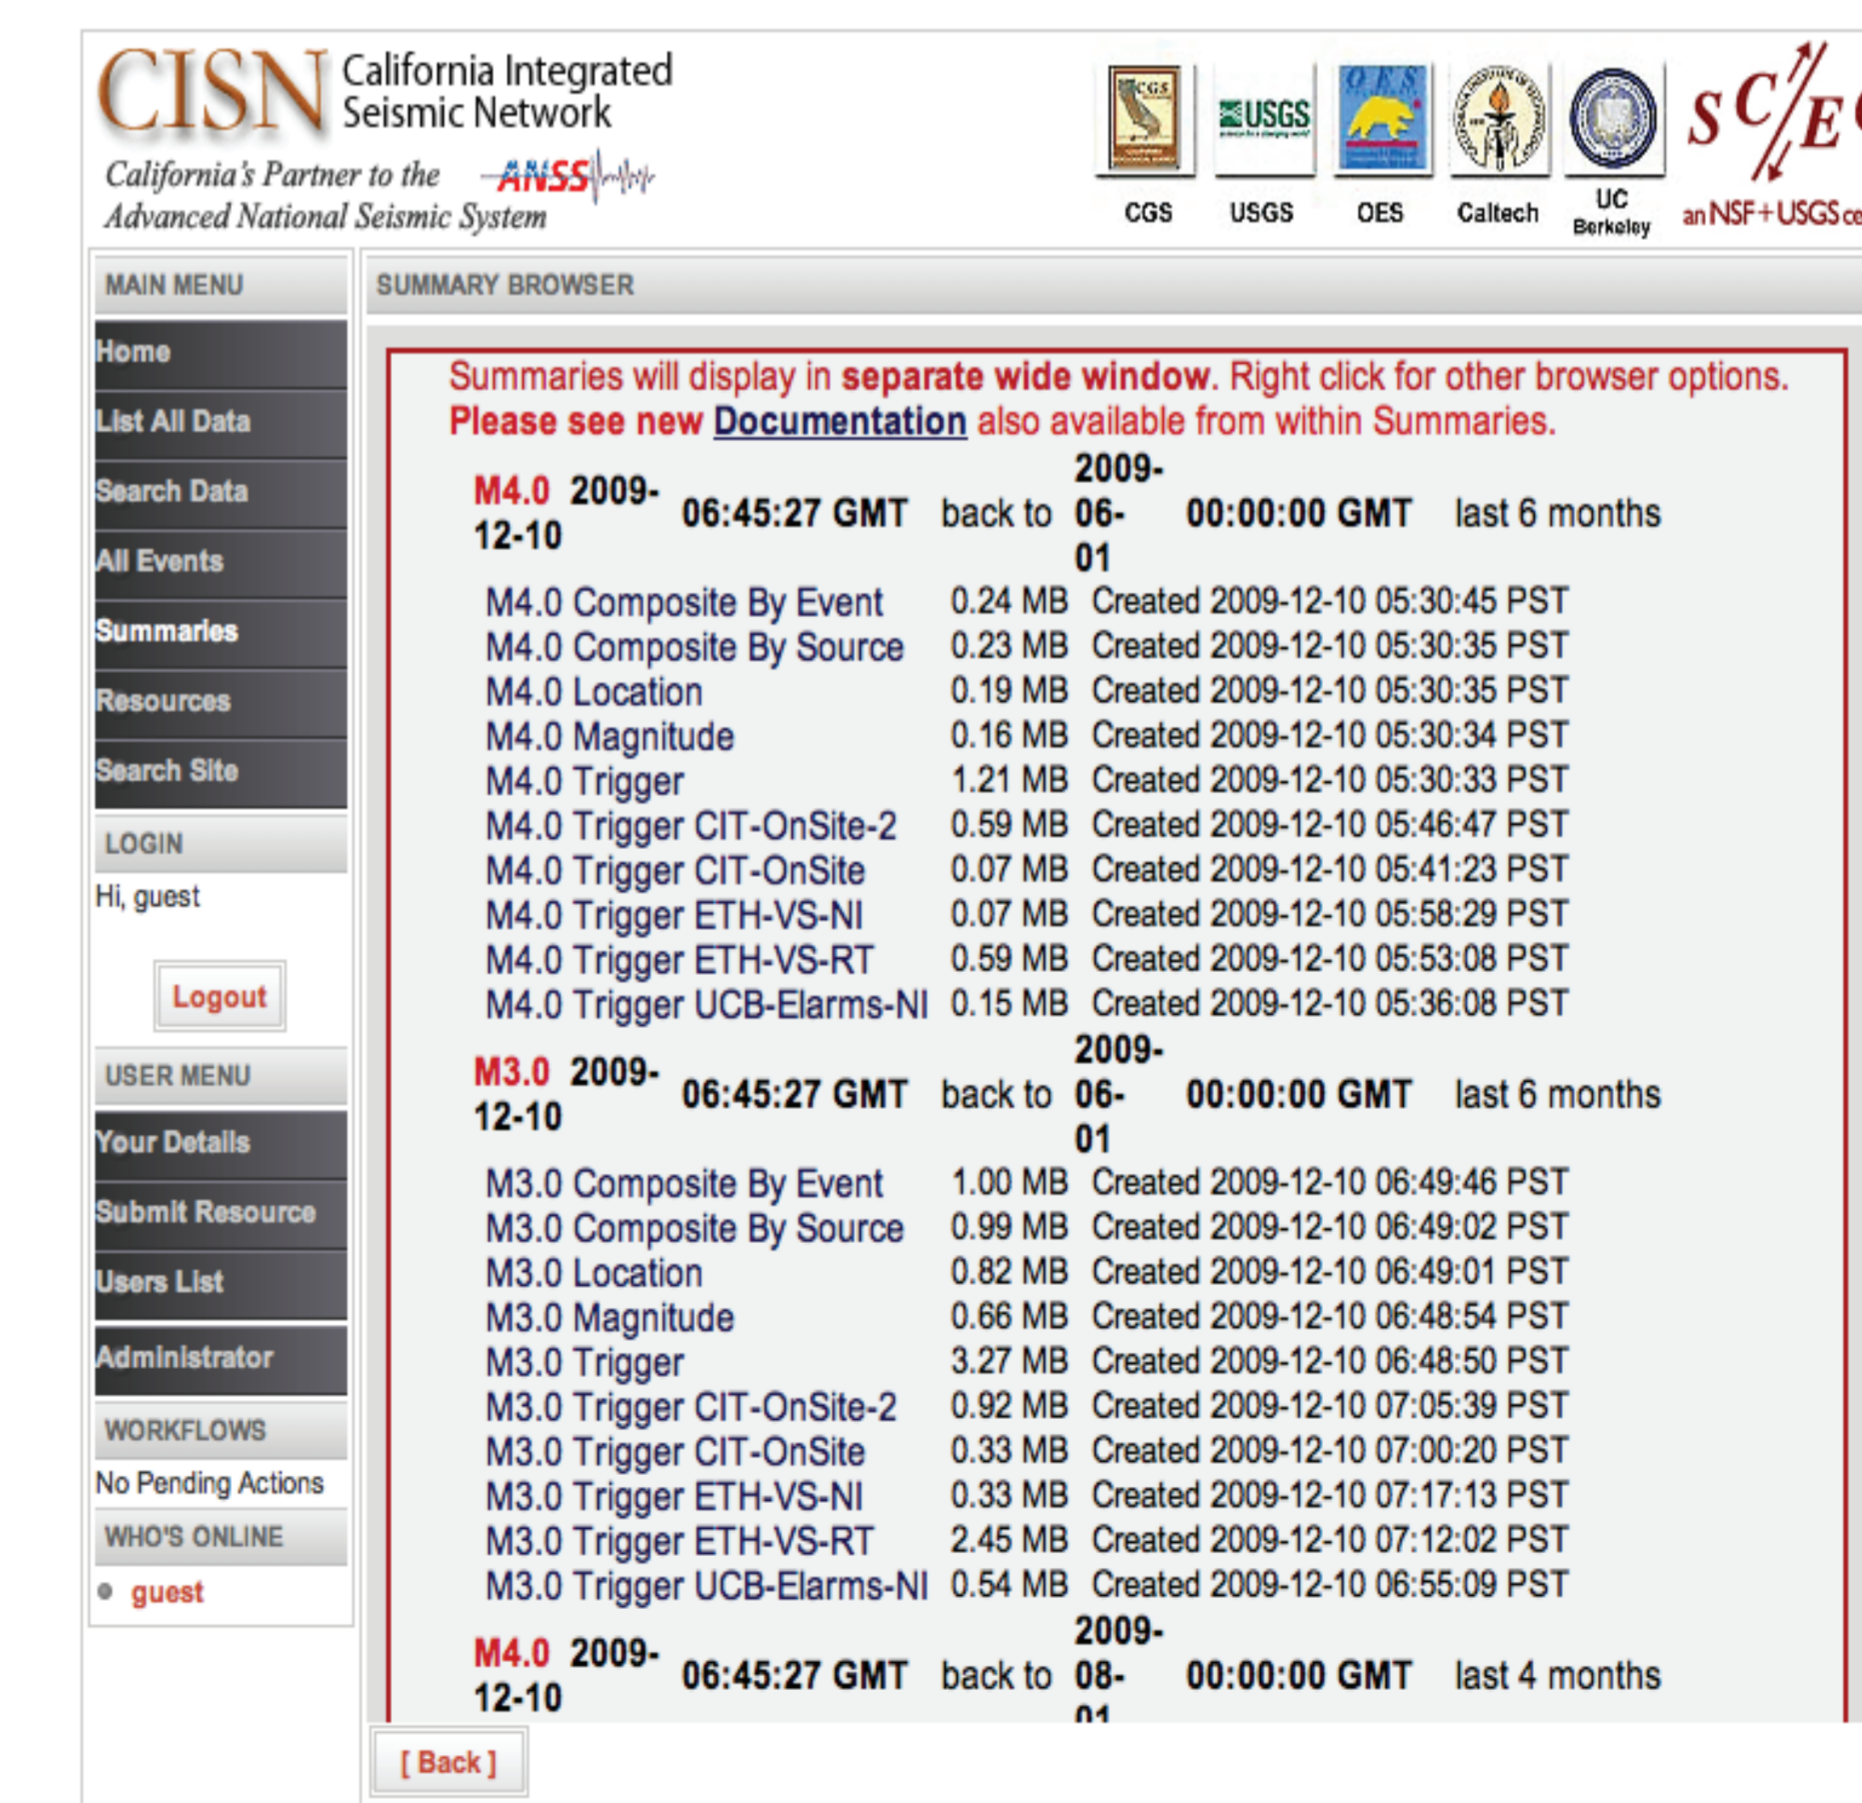 CISN California Integrated
Seismic Network
California's Partner to the ANSS
Advanced National Seismic System
CGS
USGS
OES
CGS USGS OES Caltech UC
Berkeley
SC/EC
an NSF+USGS ce
MAIN MENU
Home
List All Data
Search Data
All Events
Summaries
Resources
Search Site
LOGIN
Hi, guest
Logout
USER MENU
Your Details
Submit Resource
Users List
Administrator
WORKFLOWS
No Pending Actions
WHO'S ONLINE
guest
SUMMARY BROWSER
Summaries will display in separate wide window. Right click for other browser options.
Please see new Documentation also available from within Summaries.
M4.0 2009-12-10 06:45:27 GMT back to 2009-06-01 00:00:00 GMT last 6 months
M4.0 Composite By Event 0.24 MB Created 2009-12-10 05:30:45 PST
M4.0 Composite By Source 0.23 MB Created 2009-12-10 05:30:35 PST
M4.0 Location 0.19 MB Created 2009-12-10 05:30:35 PST
M4.0 Magnitude 0.16 MB Created 2009-12-10 05:30:34 PST
M4.0 Trigger 1.21 MB Created 2009-12-10 05:30:33 PST
M4.0 Trigger CIT-OnSite-2 0.59 MB Created 2009-12-10 05:46:47 PST
M4.0 Trigger CIT-OnSite 0.07 MB Created 2009-12-10 05:41:23 PST
M4.0 Trigger ETH-VS-NI 0.07 MB Created 2009-12-10 05:58:29 PST
M4.0 Trigger ETH-VS-RT 0.59 MB Created 2009-12-10 05:53:08 PST
M4.0 Trigger UCB-Elarms-NI 0.15 MB Created 2009-12-10 05:36:08 PST
M3.0 2009-12-10 06:45:27 GMT back to 2009-06-01 00:00:00 GMT last 6 months
M3.0 Composite By Event 1.00 MB Created 2009-12-10 06:49:46 PST
M3.0 Composite By Source 0.99 MB Created 2009-12-10 06:49:02 PST
M3.0 Location 0.82 MB Created 2009-12-10 06:49:01 PST
M3.0 Magnitude 0.66 MB Created 2009-12-10 06:48:54 PST
M3.0 Trigger 3.27 MB Created 2009-12-10 06:48:50 PST
M3.0 Trigger CIT-OnSite-2 0.92 MB Created 2009-12-10 07:05:39 PST
M3.0 Trigger CIT-OnSite 0.33 MB Created 2009-12-10 07:00:20 PST
M3.0 Trigger ETH-VS-NI 0.33 MB Created 2009-12-10 07:17:13 PST
M3.0 Trigger ETH-VS-RT 2.45 MB Created 2009-12-10 07:12:02 PST
M3.0 Trigger UCB-Elarms-NI 0.54 MB Created 2009-12-10 06:55:09 PST
M4.0 2009-12-10 06:45:27 GMT back to 2009-08-01 00:00:00 GMT last 4 months
[ Back ]